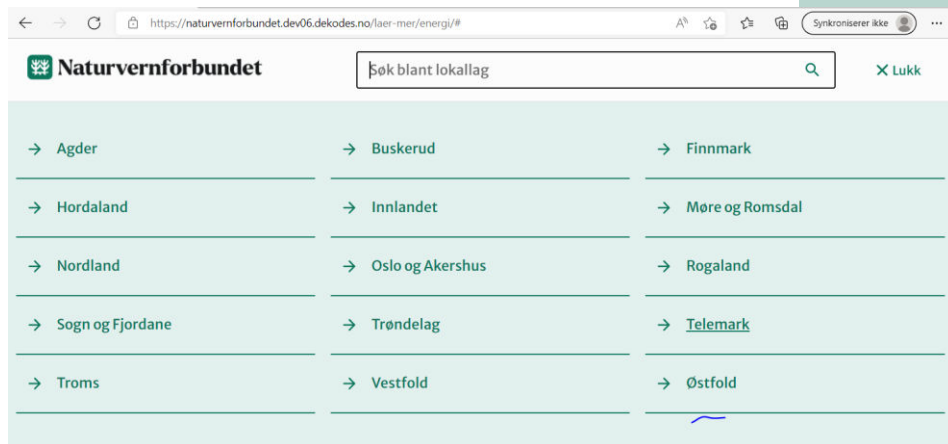 https://naturvernforbundet.dev06.dekodes.no/laer-mer/energi/#
Synkroniserer ikke
Naturvernforbundet
Søk blant lokallag
Lukk
Agder Buskerud Finnmark
Hordaland Innlandet Møre og Romsdal
Nordland Oslo og Akershus Rogaland
Sogn og Fjordane Trøndelag Telemark
Troms Vestfold Østfold